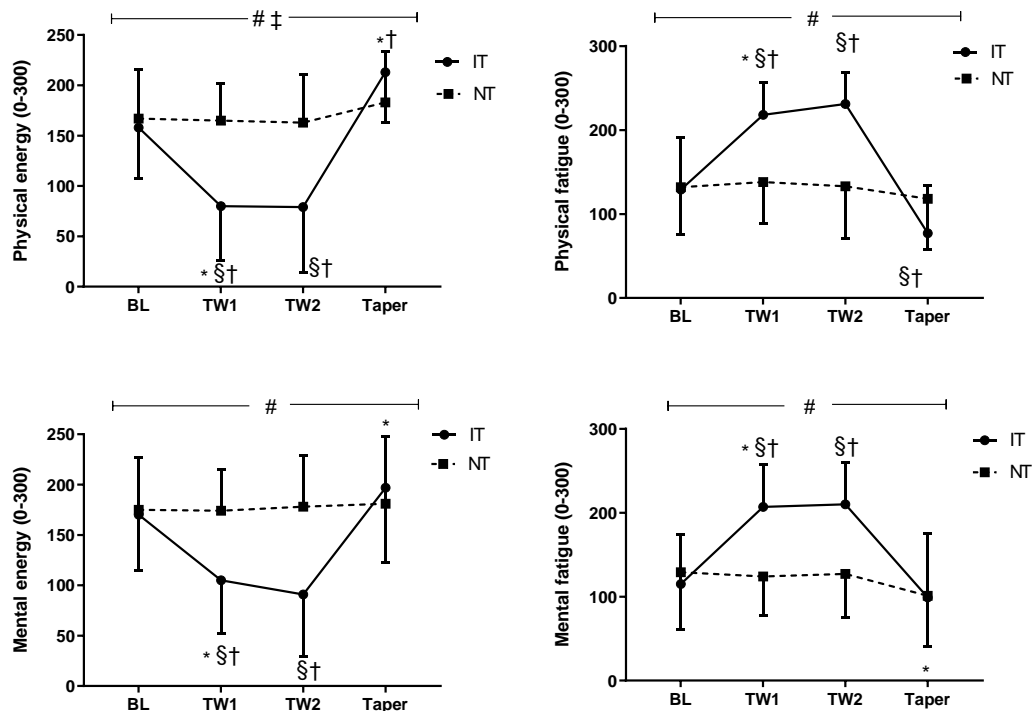 # ‡
250
200
150
100
50
0
Physical energy (0-300)
*†
* §†
§†
BL TW1 TW2 Taper
IT
NT
#
300
200
100
0
Physical fatigue (0-300)
* §†
§†
§†
BL TW1 TW2 Taper
IT
NT
#
250
200
150
100
50
0
Mental energy (0-300)
*
* §†
§†
BL TW1 TW2 Taper
IT
NT
#
300
200
100
0
Mental fatigue (0-300)
* §†
§†
*
BL TW1 TW2 Taper
IT
NT